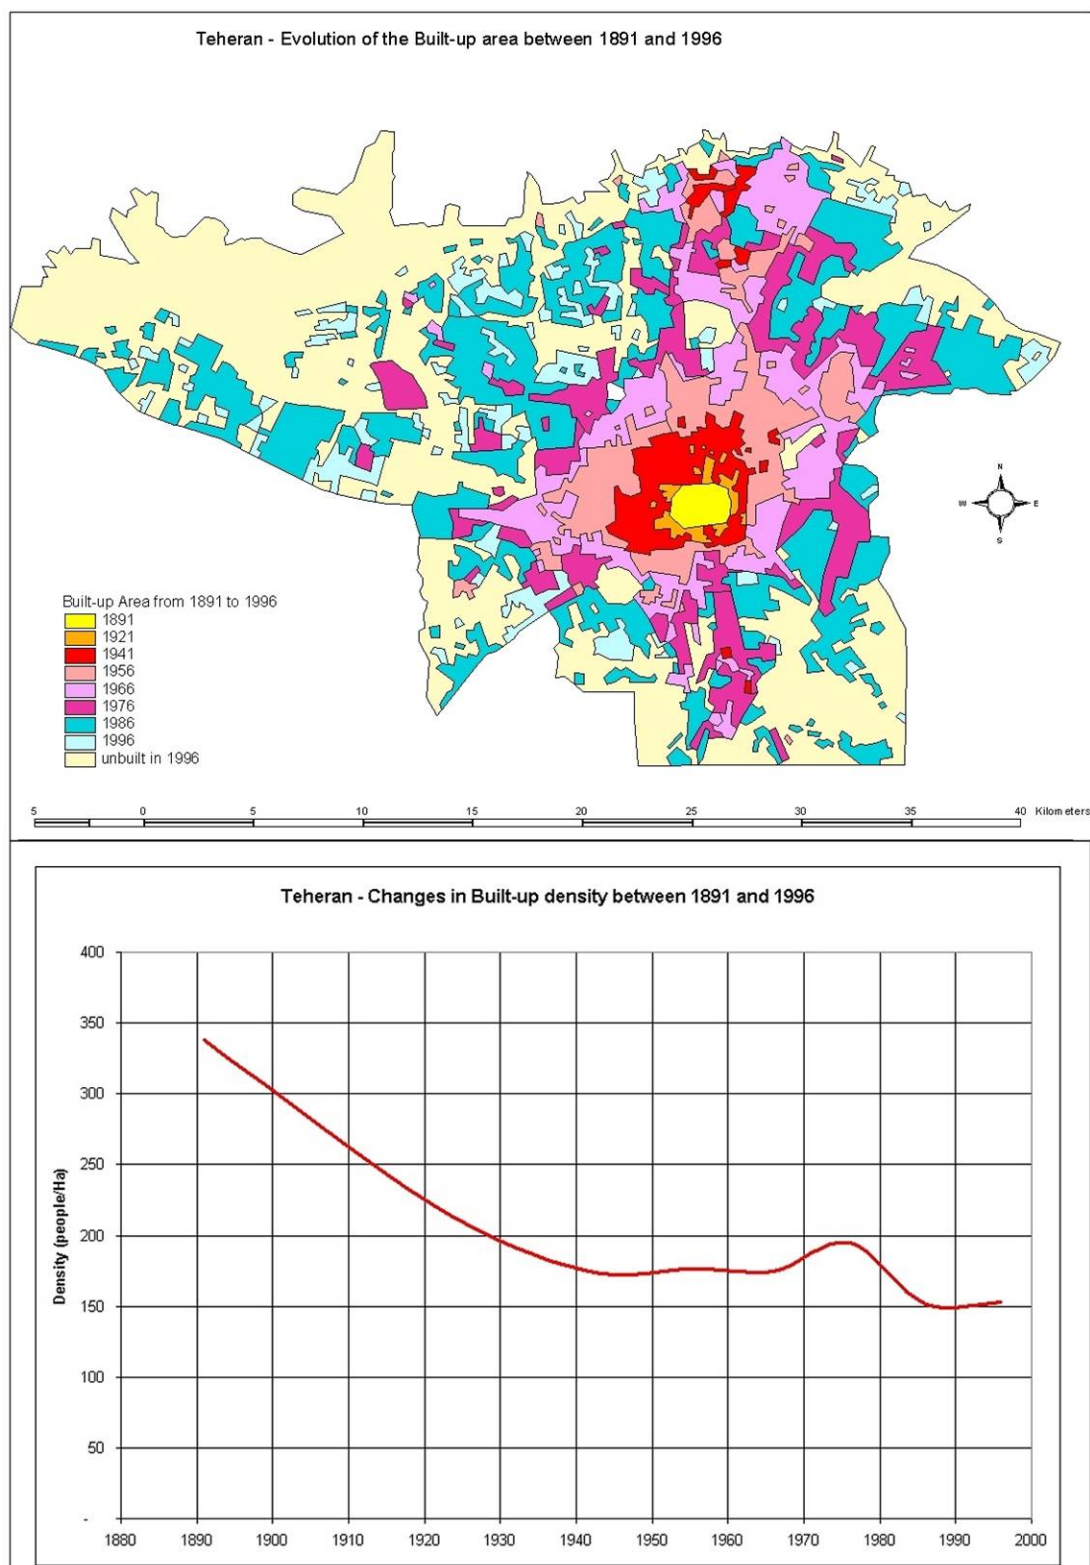 Teheran - Evolution of the Built-up area between 1891 and 1996
N
W E
S
Built-up Area from 1891 to 1996
1891
1921
1941
1956
1966
1976
1986
1996
unbuilt in 1996
5 0 5 10 15 20 25 30 35 40 Kilometers
Teheran - Changes in Built-up density between 1891 and 1996
Density (people/Ha)
400
350
300
250
200
150
100
50
-
1880 1890 1900 1910 1920 1930 1940 1950 1960 1970 1980 1990 2000